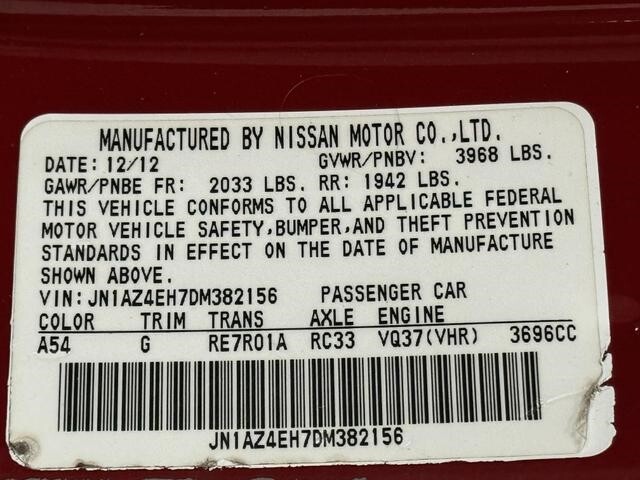 MANUFACTURED BY NISSAN MOTOR CO.,LTD.
DATE: 12/12 GVWR/PNBV: 3968 LBS.
GAWR/PNBE FR: 2033 LBS. RR: 1942 LBS.
THIS VEHICLE CONFORMS TO ALL APPLICABLE FEDERAL
MOTOR VEHICLE SAFETY,BUMPER,AND THEFT PREVENTION
STANDARDS IN EFFECT ON THE DATE OF MANUFACTURE
SHOWN ABOVE.
VIN:JN1AZ4EH7DM382156 PASSENGER CAR
COLOR TRIM TRANS AXLE ENGINE
A54 G RE7R01A RC33 VQ37(VHR) 3696CC
JN1AZ4EH7DM382156